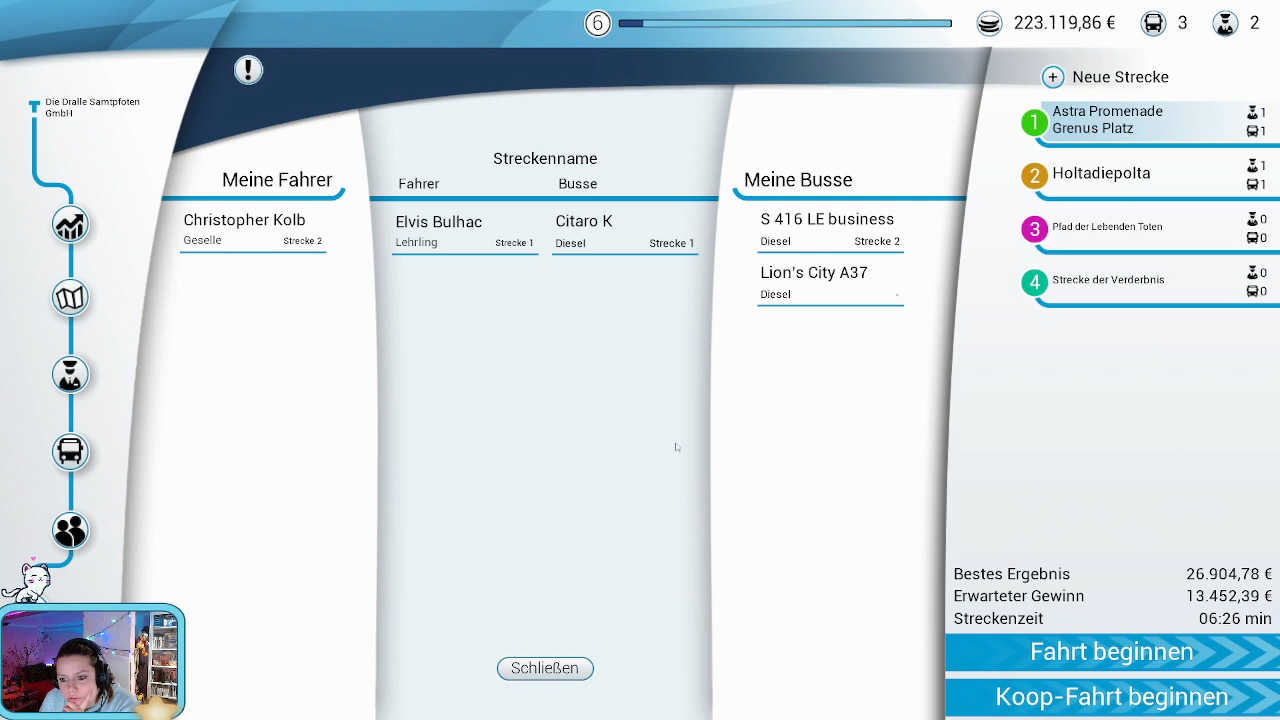 6
223.119,86 €
3
2
!
Neue Strecke
Die Dralle Samtpfoten
GmbH
1
Astra Promenade
Grenus Platz
1
1
2
Holtadiepolta
1
1
3
Pfad der Lebenden Toten
0
0
4
Strecke der Verderbnis
0
0
Meine Fahrer
Christopher Kolb
Geselle Strecke 2
Streckenname
Fahrer Busse
Elvis Bulhac
Lehrling Strecke 1
Citaro K
Diesel Strecke 1
Meine Busse
S 416 LE business
Diesel Strecke 2
Lion's City A37
Diesel -
Schließen
Bestes Ergebnis 26.904,78 €
Erwarteter Gewinn 13.452,39 €
Streckenzeit 06:26 min
Fahrt beginnen
Koop-Fahrt beginnen